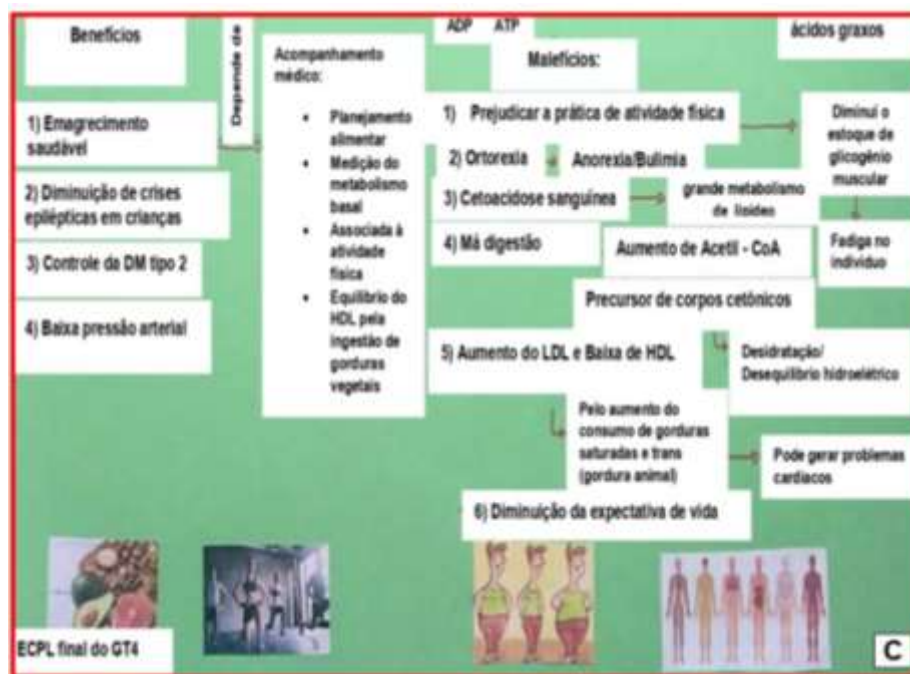 Benefícios
Depende de
Acompanhamento
médico:
• Planejamento
alimentar
• Medição do
metabolismo
basal
• Associada à
atividade
física
• Equilíbrio do
HDL pela
ingestão de
gorduras
vegetais
1) Emagrecimento
saudável
2) Diminuição de crises
epilépticas em crianças
3) Controle da DM tipo 2
4) Baixa pressão arterial
ADP ATP
ácidos graxos
Malefícios:
1) Prejudicar a prática de atividade física
Diminui o
estoque de
glicogênio
muscular
Fadiga no
indivíduo
2) Ortorexia
Anorexia/Bulimia
3) Cetoacidose sanguínea
grande metabolismo
de
4) Má digestão
Aumento de Acetil - CoA
Precursor de corpos cetônicos
Desidratação/
Desequilíbrio hidroelétrico
5) Aumento do LDL e Baixa de HDL
Pelo aumento do
consumo de gorduras
saturadas e trans
(gordura animal)
Pode gerar problemas
cardíacos
6) Diminuição da expectativa de vida
ECPL final do GT4
C